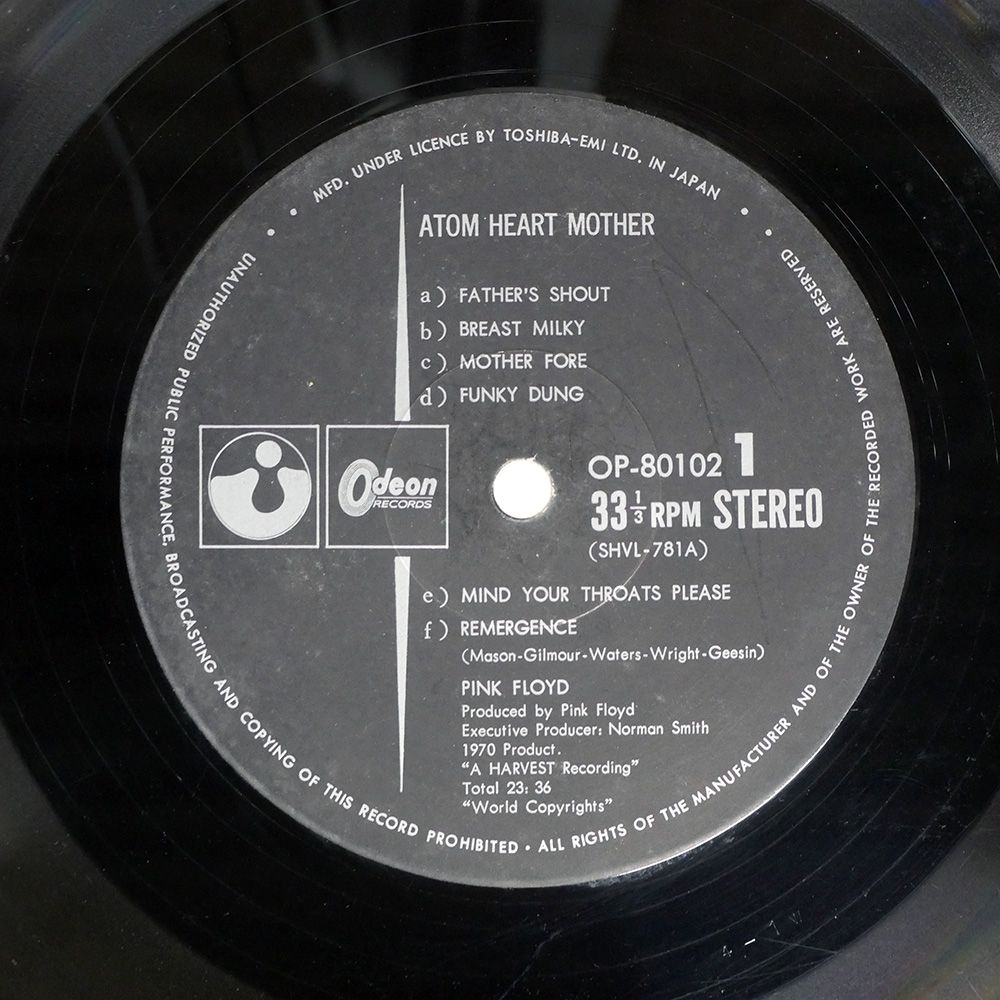 MFD. UNDER LICENCE BY TOSHIBA-EMI LTD. IN JAPAN
ATOM HEART MOTHER
a) FATHER'S SHOUT
b) BREAST MILKY
c) MOTHER FORE
d) FUNKY DUNG
Odeon
RECORDS
OP-80102 1
33 1/3 RPM STEREO
(SHVL-781A)
e) MIND YOUR THROATS PLEASE
f) REMERGENCE
(Mason-Gilmour-Waters-Wright-Geesin)
PINK FLOYD
Produced by Pink Floyd
Executive Producer: Norman Smith
1970 Product.
"A HARVEST Recording"
Total 23: 36
"World Copyrights"
UNAUTHORIZED PUBLIC PERFORMANCE, BROADCASTING AND COPYING OF THIS RECORD PROHIBITED • ALL RIGHTS OF THE MANUFACTURER AND OF THE OWNER OF THE RECORDED WORK ARE RESERVED
4-1V